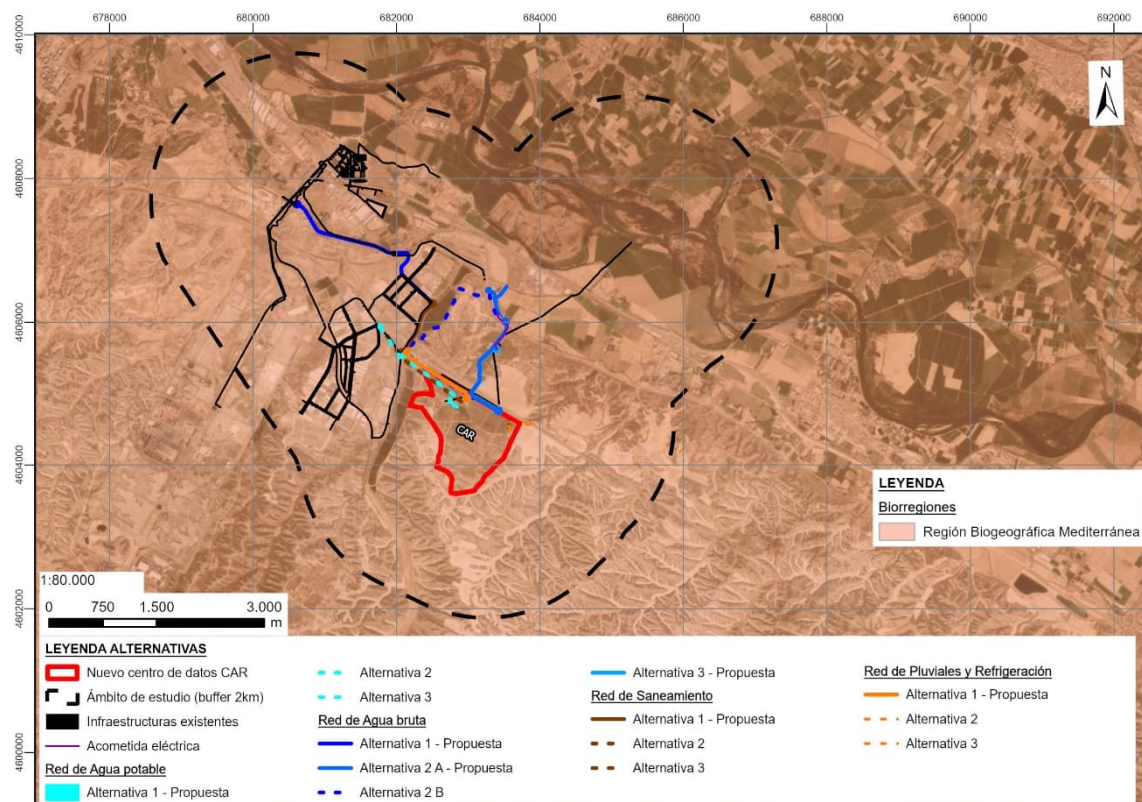 678000 680000 682000 684000 686000 688000 690000 692000
4610000
N
4608000
4606000
CAR
4604000
LEYENDA
Biorregiones
Región Biogeográfica Mediterránea
4602000
1:80.000
0 750 1.500 3.000
m
LEYENDA ALTERNATIVAS
Nuevo centro de datos CAR
Ámbito de estudio (buffer 2km)
Infraestructuras existentes
Acometida eléctrica
Red de Agua potable
Alternativa 1 - Propuesta
Alternativa 2
Alternativa 3
Red de Agua bruta
Alternativa 1 - Propuesta
Alternativa 2 A - Propuesta
Alternativa 2 B
Alternativa 3 - Propuesta
Red de Saneamiento
Alternativa 1 - Propuesta
Alternativa 2
Alternativa 3
Red de Pluviales y Refrigeración
Alternativa 1 - Propuesta
Alternativa 2
Alternativa 3
4600000